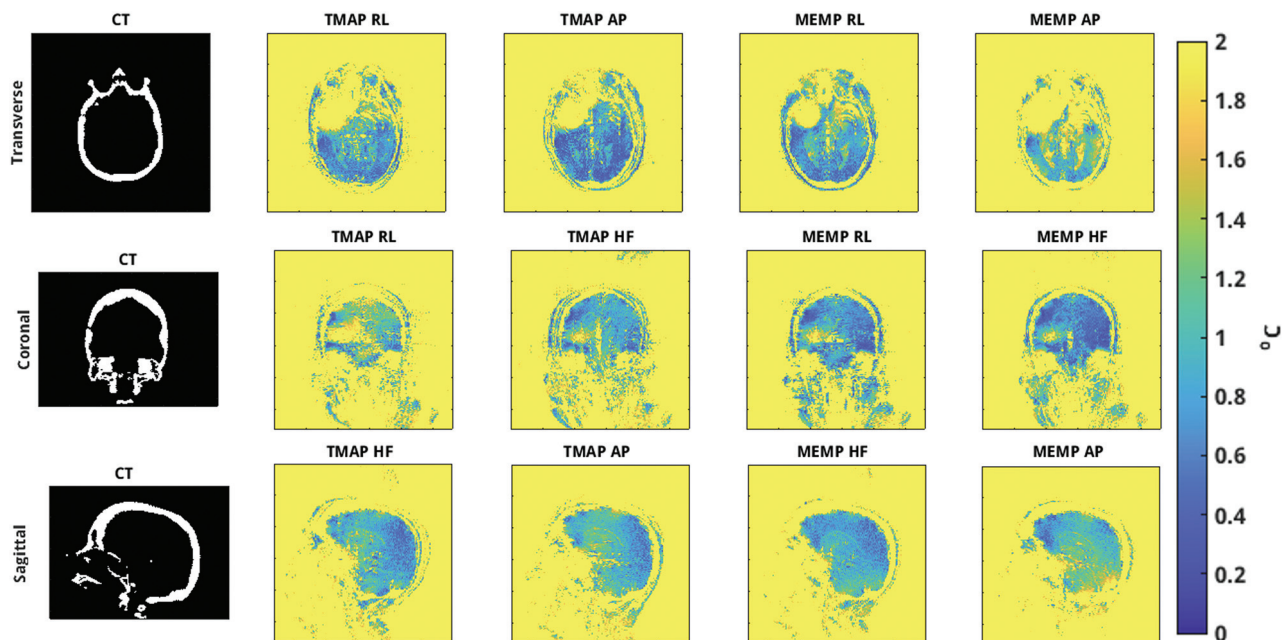 CT TMAP RL TMAP AP MEMP RL MEMP AP
Transverse
CT TMAP RL TMAP HF MEMP RL MEMP HF
Coronal
CT TMAP HF TMAP AP MEMP HF MEMP AP
Sagittal
2
1.8
1.6
1.4
1.2
1
0.8
0.6
0.4
0.2
0
°C